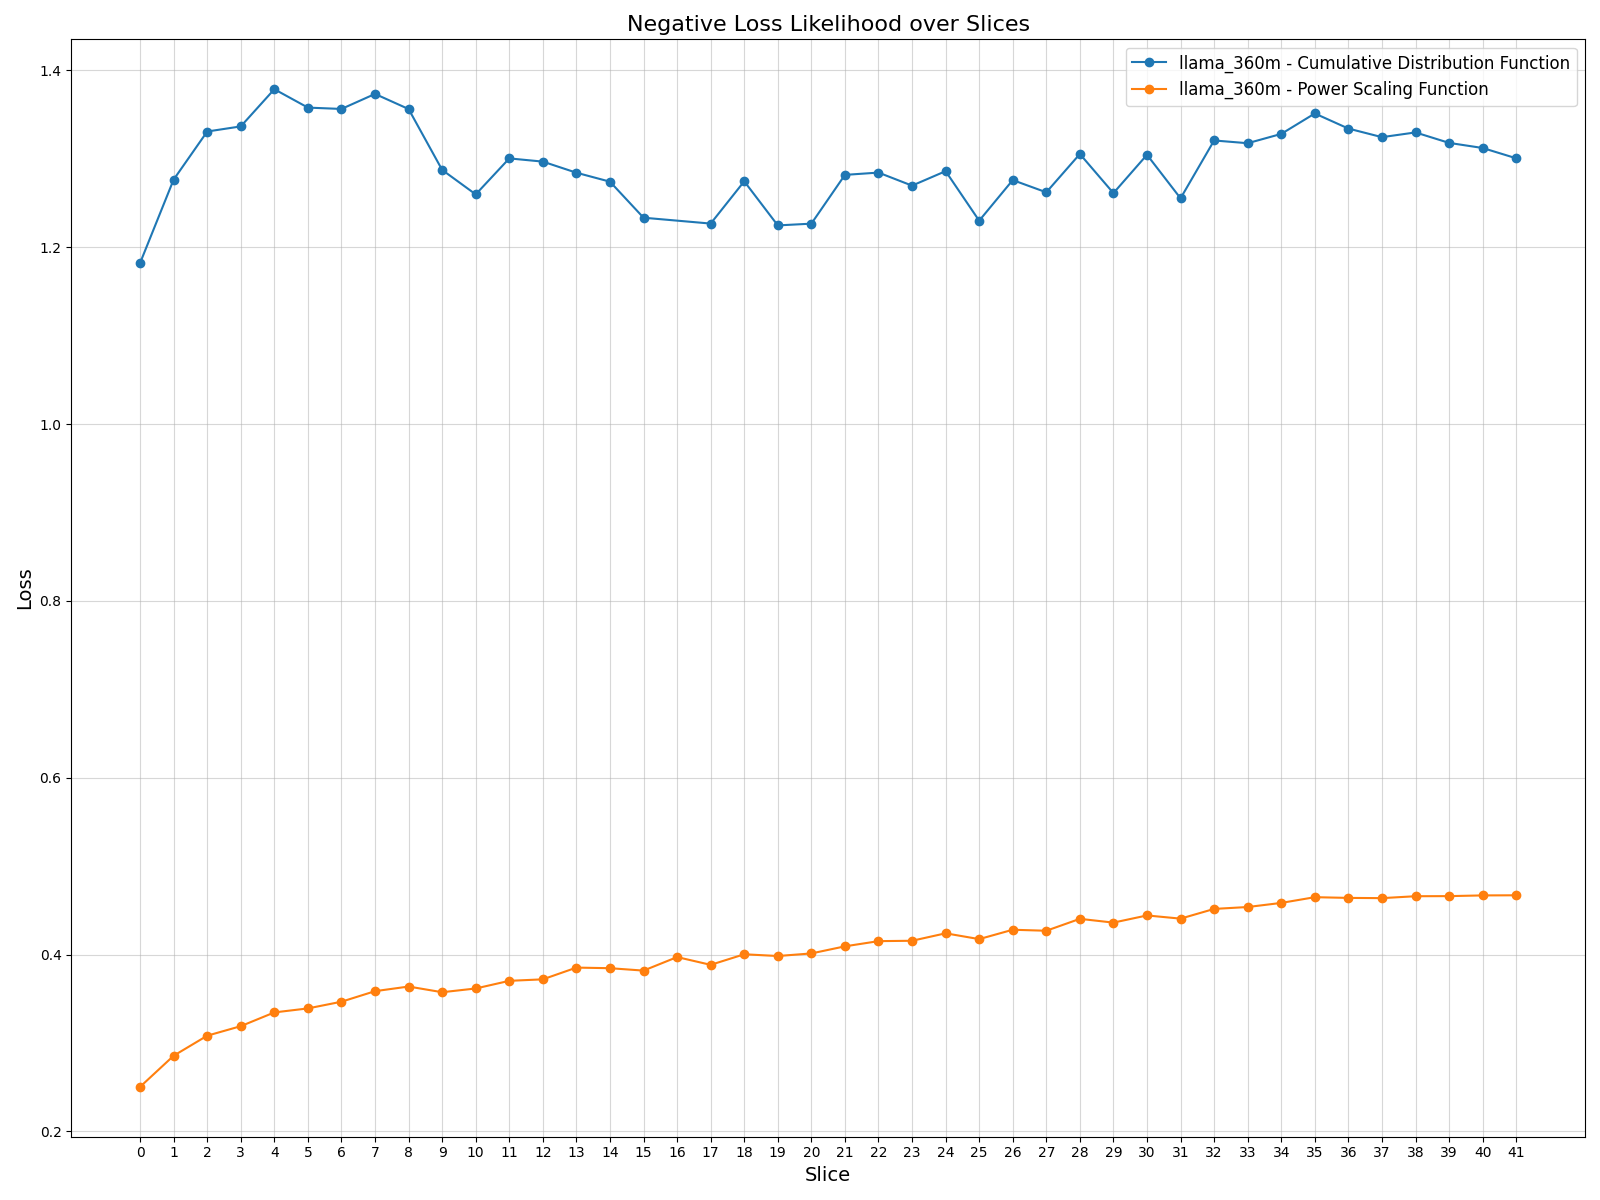 Negative Loss Likelihood over Slices
llama_360m - Cumulative Distribution Function
llama_360m - Power Scaling Function
Loss
1.4
1.2
1.0
0.8
0.6
0.4
0.2
0 1 2 3 4 5 6 7 8 9 10 11 12 13 14 15 16 17 18 19 20 21 22 23 24 25 26 27 28 29 30 31 32 33 34 35 36 37 38 39 40 41
Slice